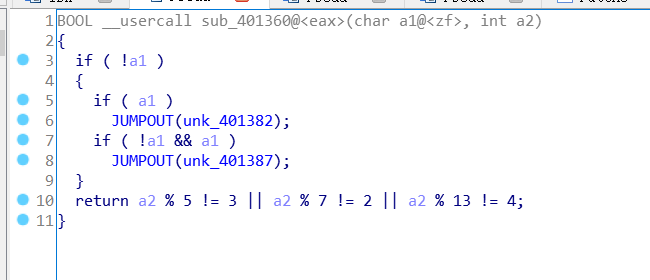 1 BOOL __usercall sub_401360@<eax>(char a1@<zf>, int a2)
2 {
3 if ( !a1 )
4 {
5 if ( a1 )
6 JUMPOUT(unk_401382);
7 if ( !a1 && a1 )
8 JUMPOUT(unk_401387);
9 }
10 return a2 % 5 != 3 || a2 % 7 != 2 || a2 % 13 != 4;
11 }